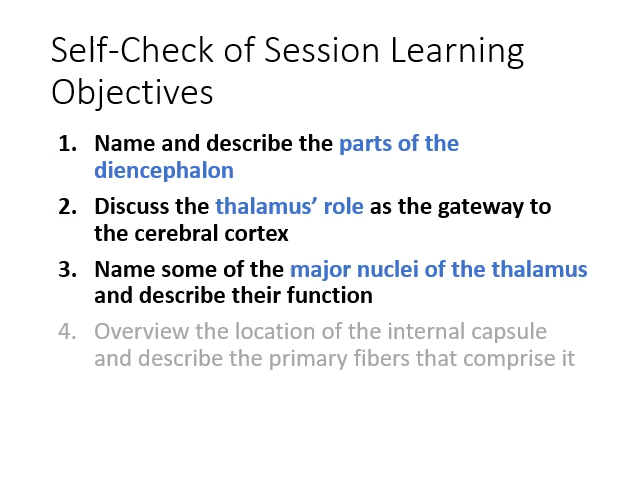 Self-Check of Session Learning
Objectives
1. Name and describe the parts of the
diencephalon
2. Discuss the thalamus’ role as the gateway to
the cerebral cortex
3. Name some of the major nuclei of the thalamus
and describe their function
4. Overview the location of the internal capsule
and describe the primary fibers that comprise it